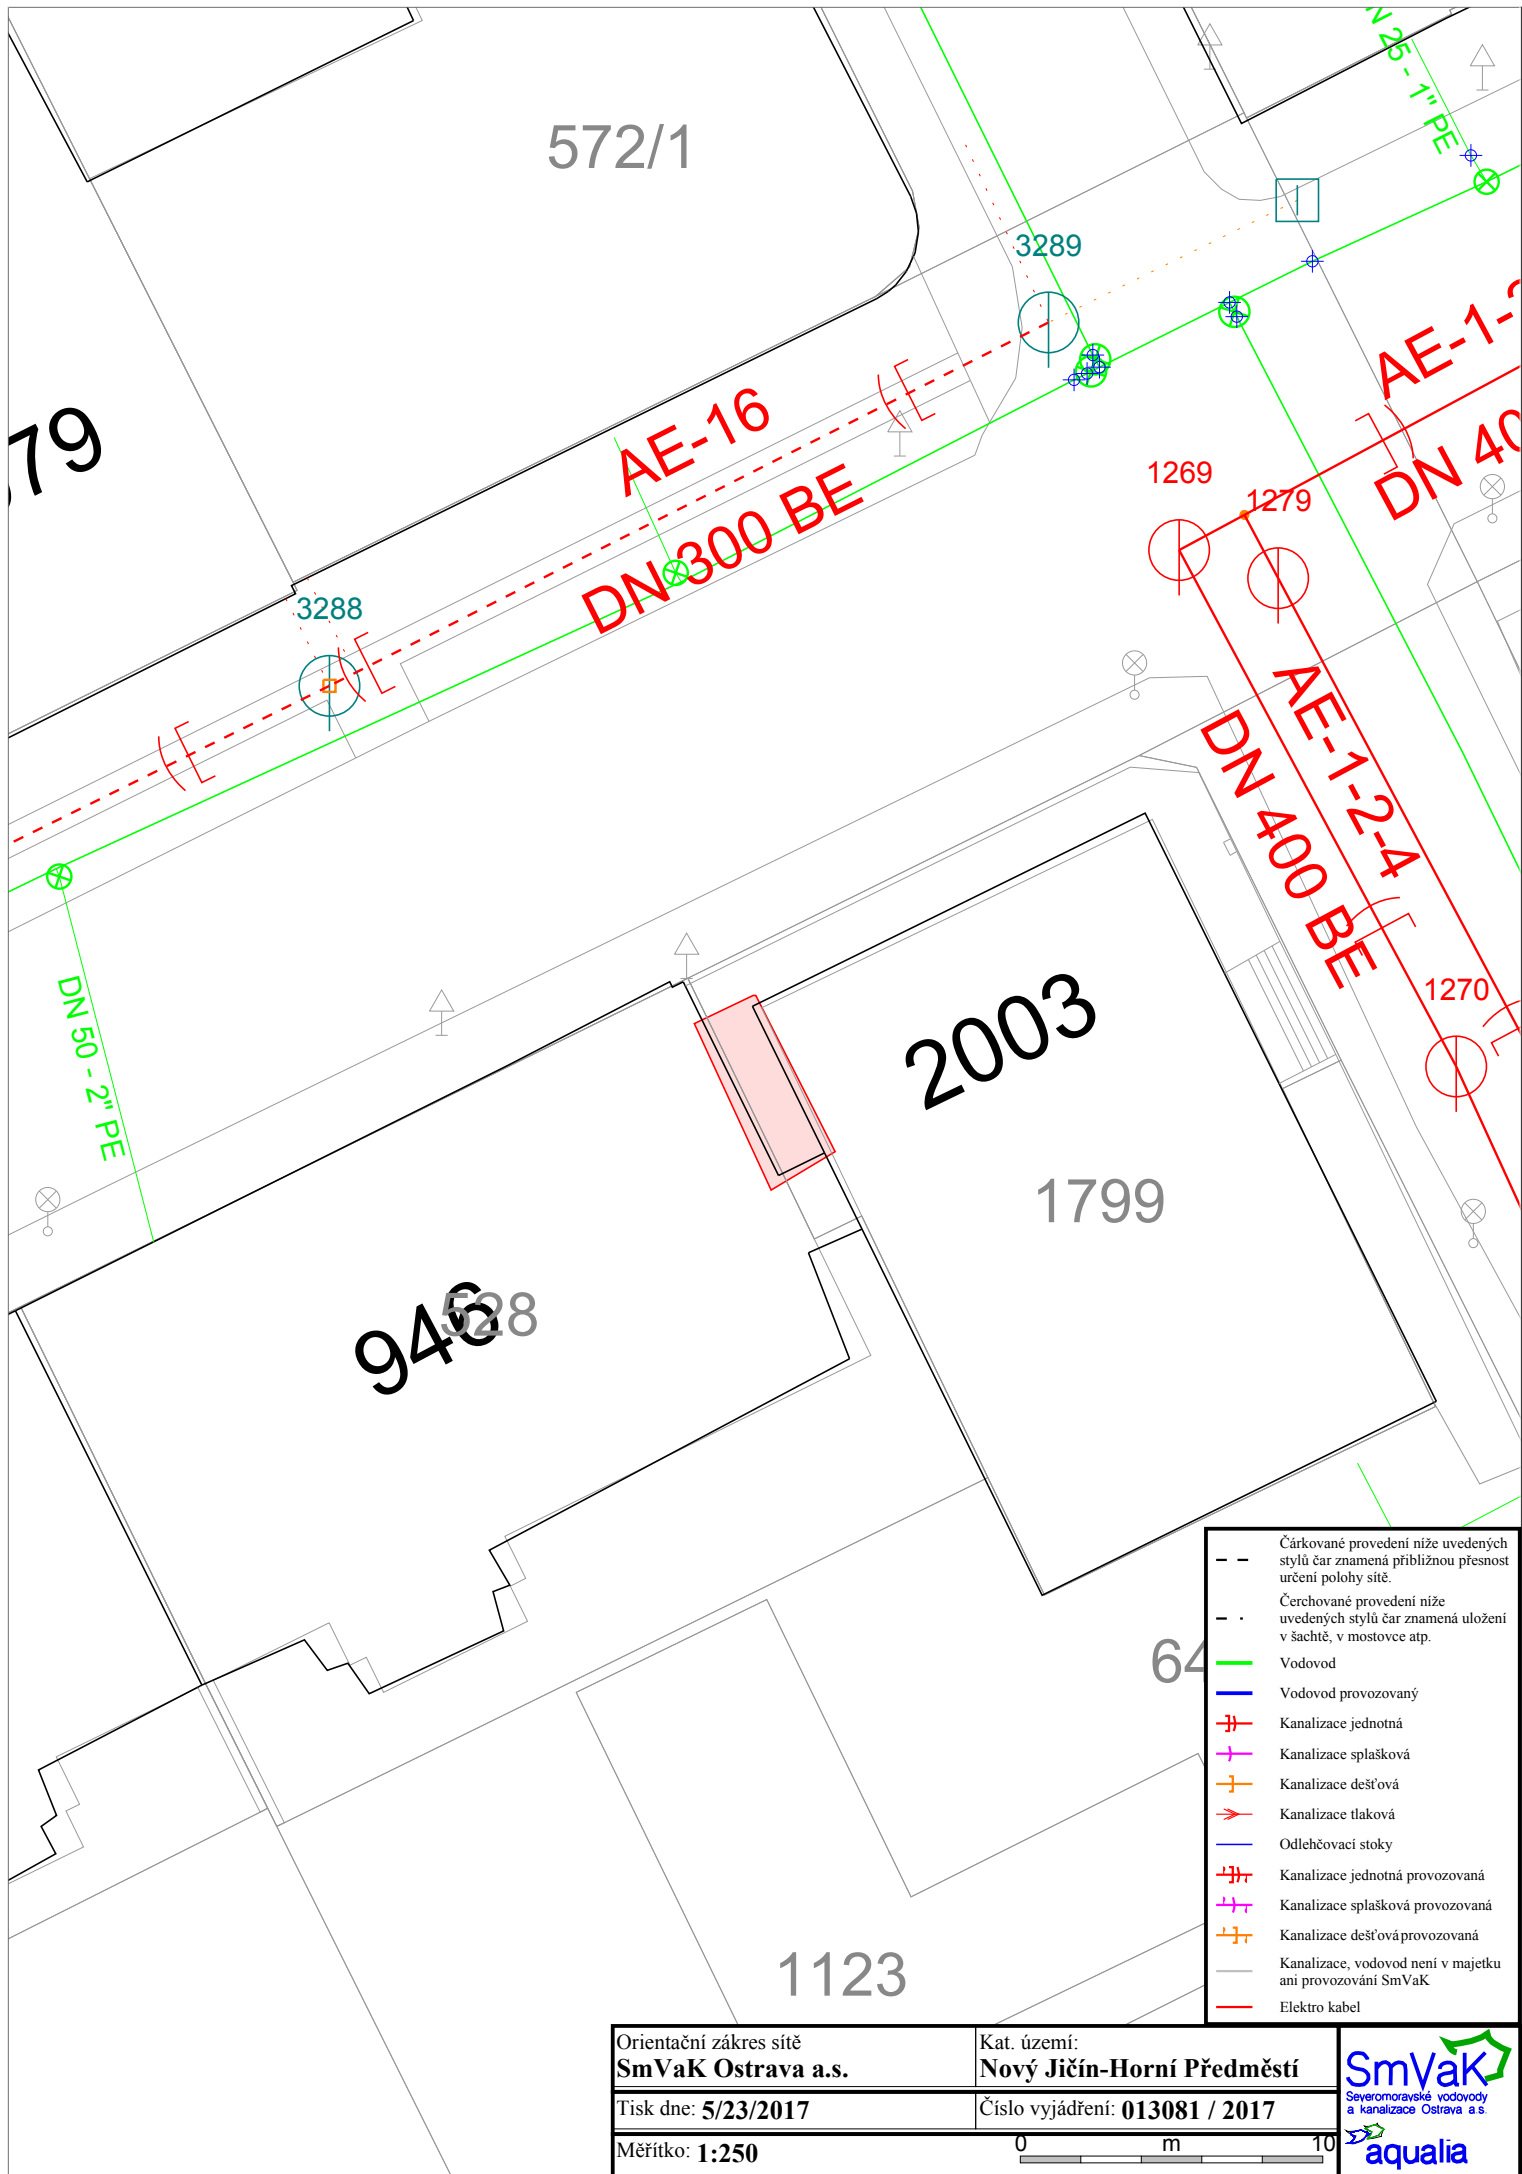 572/1
N 25 - 1" PE
3289
79
AE-16
DN 300 BE
AE-1-
DN 40
1269
1279
3288
AE-1-2-4
DN 400 BE
1270
DN 50 - 2" PE
2003
1799
946
528
64
1123
Čárkované provedení níže uvedených
stylů čar znamená přibližnou přesnost
určení polohy sítě.
Čerchované provedení níže
uvedených stylů čar znamená uložení
v šachtě, v mostovce atp.
Vodovod
Vodovod provozovaný
Kanalizace jednotná
Kanalizace splašková
Kanalizace dešťová
Kanalizace tlaková
Odlehčovací stoky
Kanalizace jednotná provozovaná
Kanalizace splašková provozovaná
Kanalizace dešťová provozovaná
Kanalizace, vodovod není v majetku
ani provozování SmVaK
Elektro kabel
Orientační zákres sítě
SmVaK Ostrava a.s.
Kat. území:
Nový Jičín-Horní Předměstí
Tisk dne: 5/23/2017
Číslo vyjádření: 013081 / 2017
Měřítko: 1:250
0 m 10
SmVaK
Severomoravské vodovody
a kanalizace Ostrava a.s.
aqualia